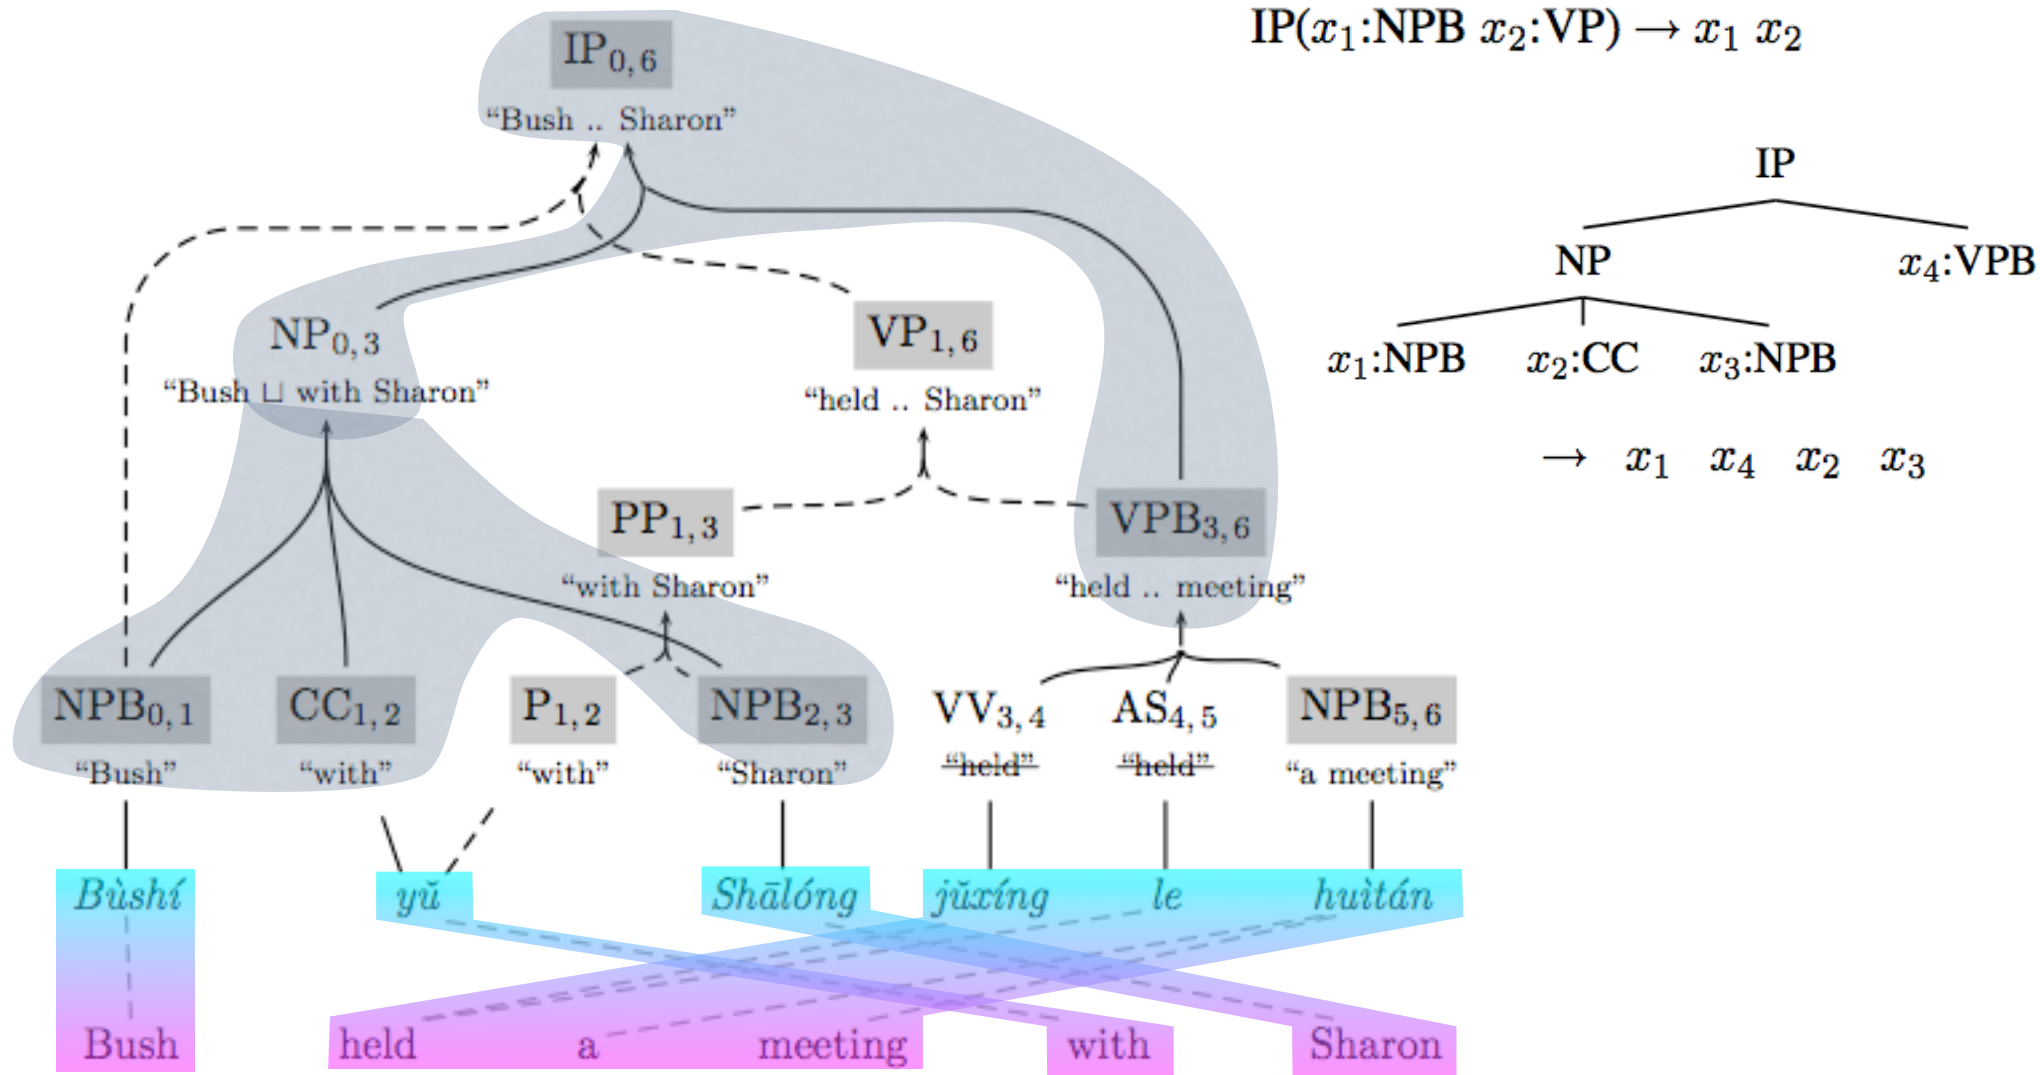 IP(x₁:NPB x₂:VP) → x₁ x₂
IP₀,₆
“Bush .. Sharon”
IP
NP x₄:VPB
x₁:NPB x₂:CC x₃:NPB
→ x₁ x₄ x₂ x₃
NP₀,₃
“Bush ⊔ with Sharon”
VP₁,₆
“held .. Sharon”
PP₁,₃
“with Sharon”
VPB₃,₆
“held .. meeting”
NPB₀,₁ CC₁,₂ P₁,₂ NPB₂,₃ VV₃,₄ AS₄,₅ NPB₅,₆
“Bush” “with” “with” “Sharon” “held” “held” “a meeting”
Bùshí yǔ Shālóng jǔxíng le huìtán
Bush held a meeting with Sharon